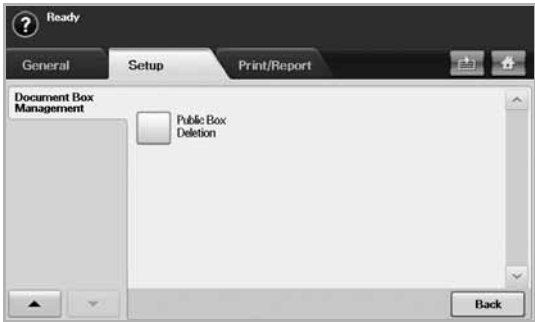 ?
Ready
General
Setup
Print/Report
Document Box
Management
Public Box
Deletion
Back